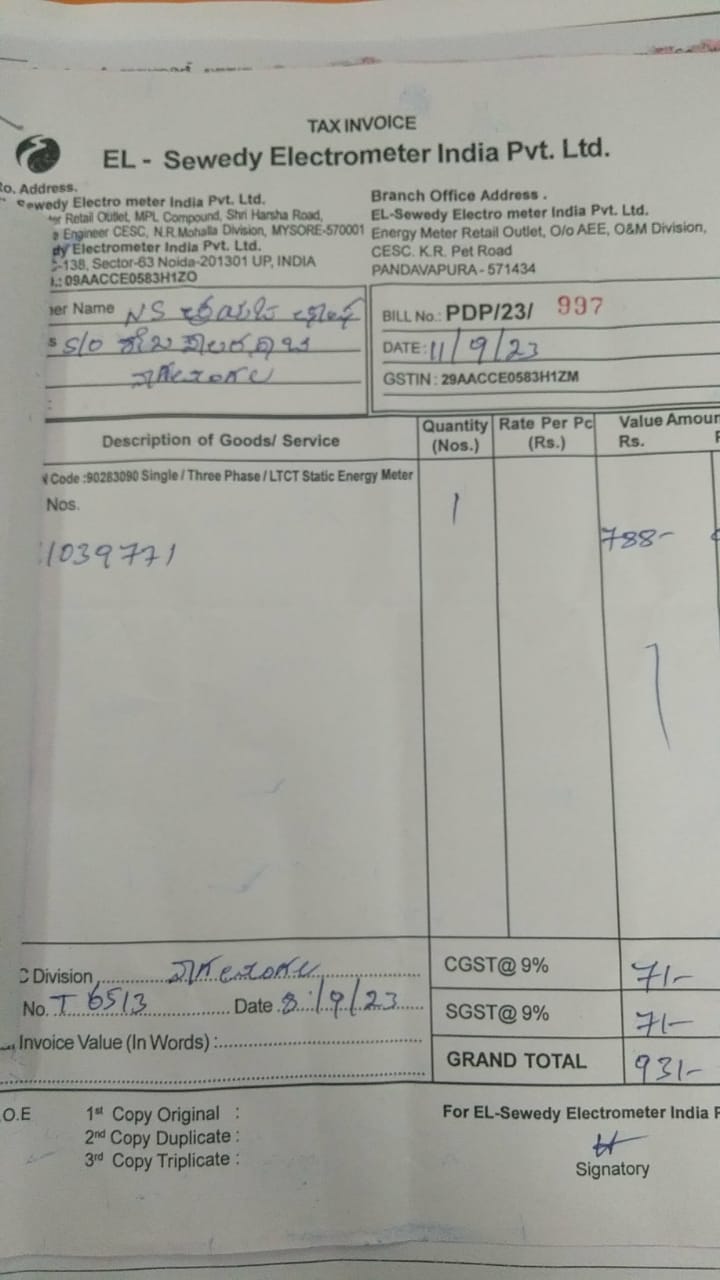 TAX INVOICE
EL - Sewedy Electrometer India Pvt. Ltd.
Address.
Sewedy Electro meter India Pvt. Ltd.
Retail Outlet, MPL Compound, Shri Harsha Road,
Engineer CESC, N.R.Mohalla Division, MYSORE-570001
Electrometer India Pvt. Ltd.
-138, Sector-63 Noida-201301 UP, INDIA
.: 09AACCE0583H1ZO
Branch Office Address .
EL-Sewedy Electro meter India Pvt. Ltd.
Energy Meter Retail Outlet, O/o AEE, O&M Division,
CESC. K.R. Pet Road
PANDAVAPURA - 571434
Name NS
S/O
BILL No.: PDP/23/ 997
DATE: 11/9/23
GSTIN : 29AACCE0583H1ZM
Description of Goods/ Service
Quantity (Nos.)
Rate Per Pc (Rs.)
Value
Rs.
Code :90283090 Single / Three Phase / LTCT Static Energy Meter
Nos.
1
788-
1039771
Division
No. T 6513 Date 8/9/23
Invoice Value (In Words) :
CGST@ 9% 71-
SGST@ 9% 71-
GRAND TOTAL 931-
.O.E
1st Copy Original :
2nd Copy Duplicate :
3rd Copy Triplicate :
For EL-Sewedy Electrometer India
Signatory